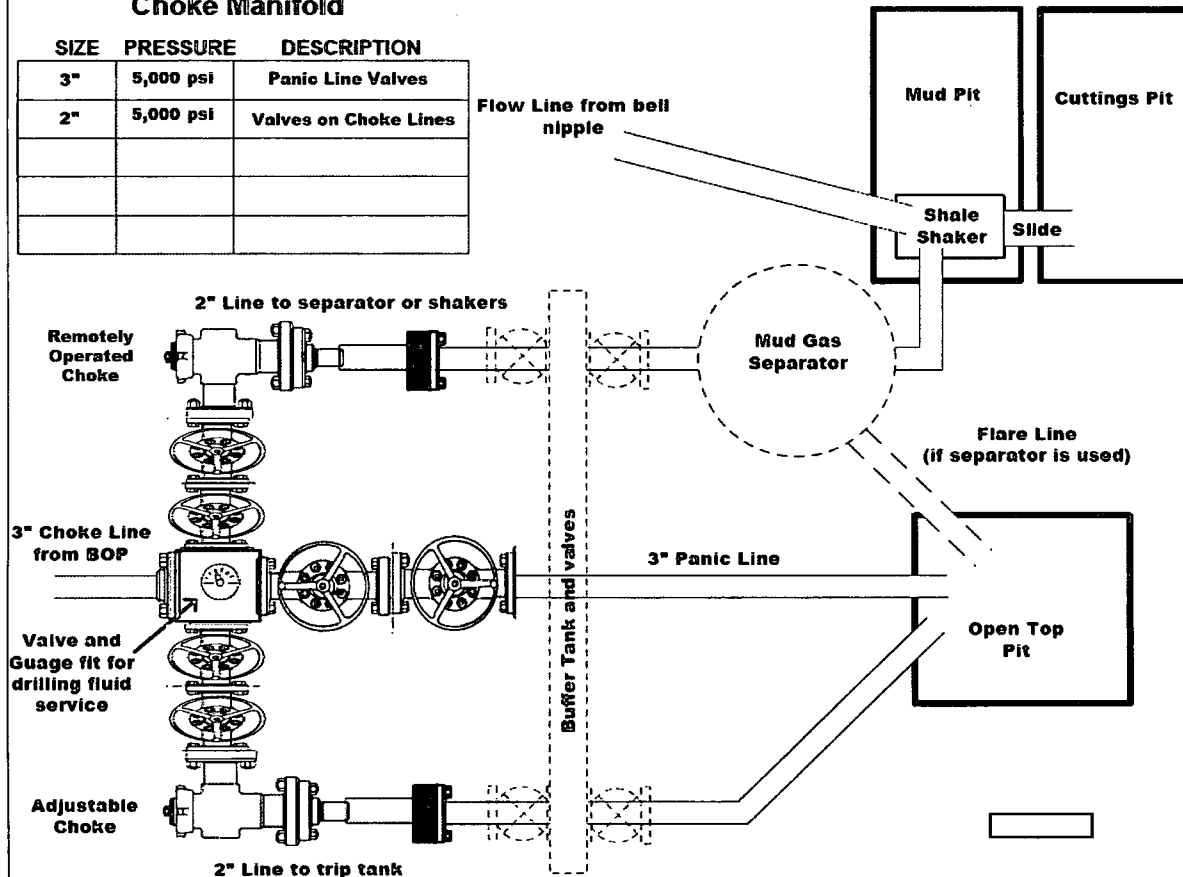 Choke Manifold
SIZE PRESSURE DESCRIPTION
3" 5,000 psi Panic Line Valves
2" 5,000 psi Valves on Choke Lines
Flow Line from bell
nipple
Mud Pit
Cuttings Pit
Shale
Shaker
Slide
2" Line to separator or shakers
Remotely
Operated
Choke
Mud Gas
Separator
Flare Line
(if separator is used)
3" Choke Line
from BOP
3" Panic Line
Buffer Tank and valves
Valve and
Guage fit for
drilling fluid
service
Open Top
Pit
Adjustable
Choke
2" Line to trip tank